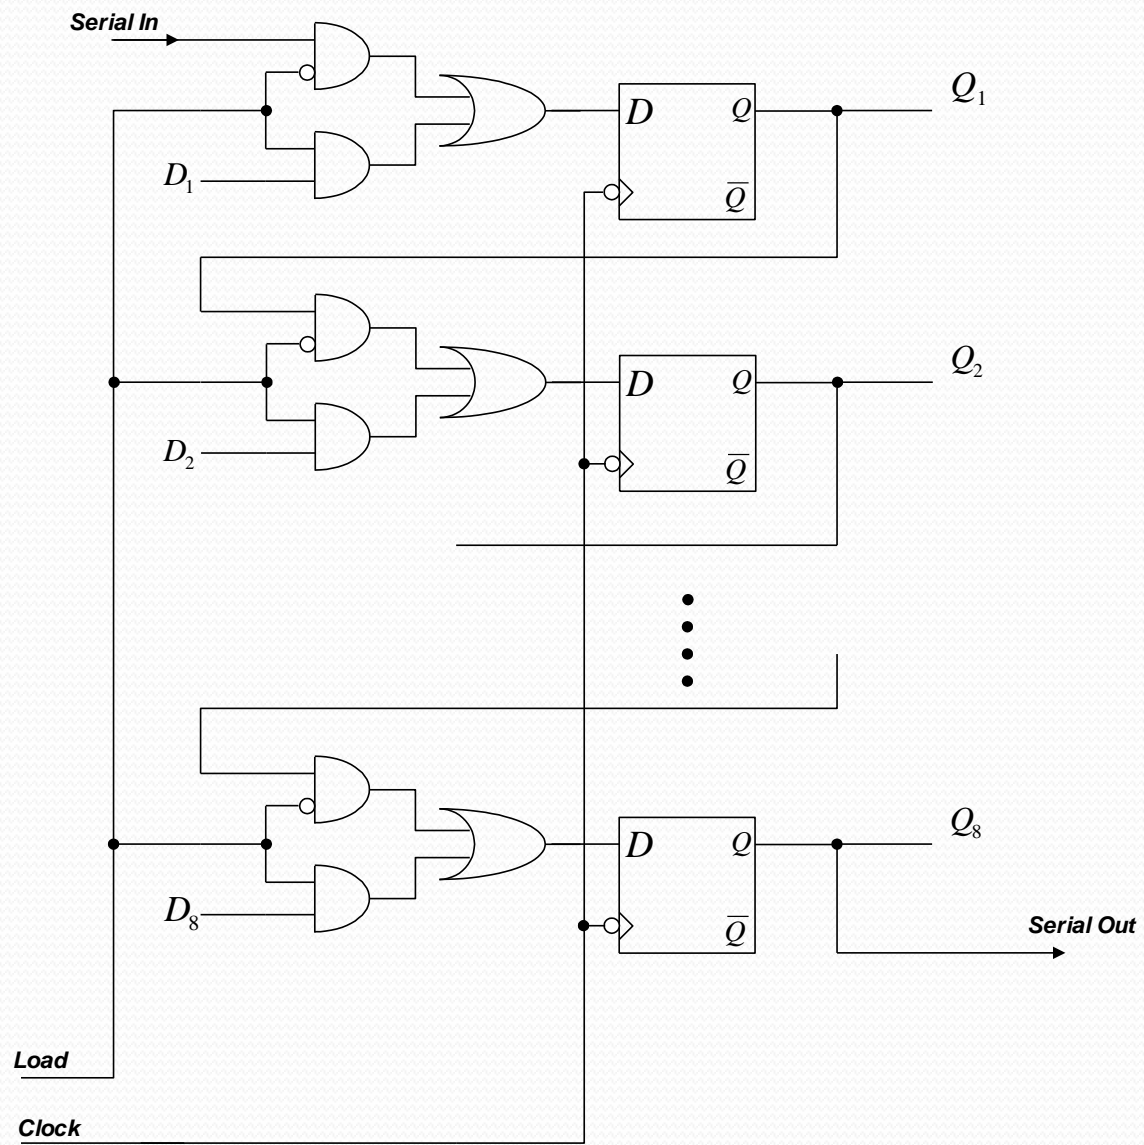 Serial In
Q₁
D Q
D₁
Q̅
Q₂
D Q
D₂
Q̅
Q₈
D Q
D₈
Q̅
Serial Out
Load
Clock